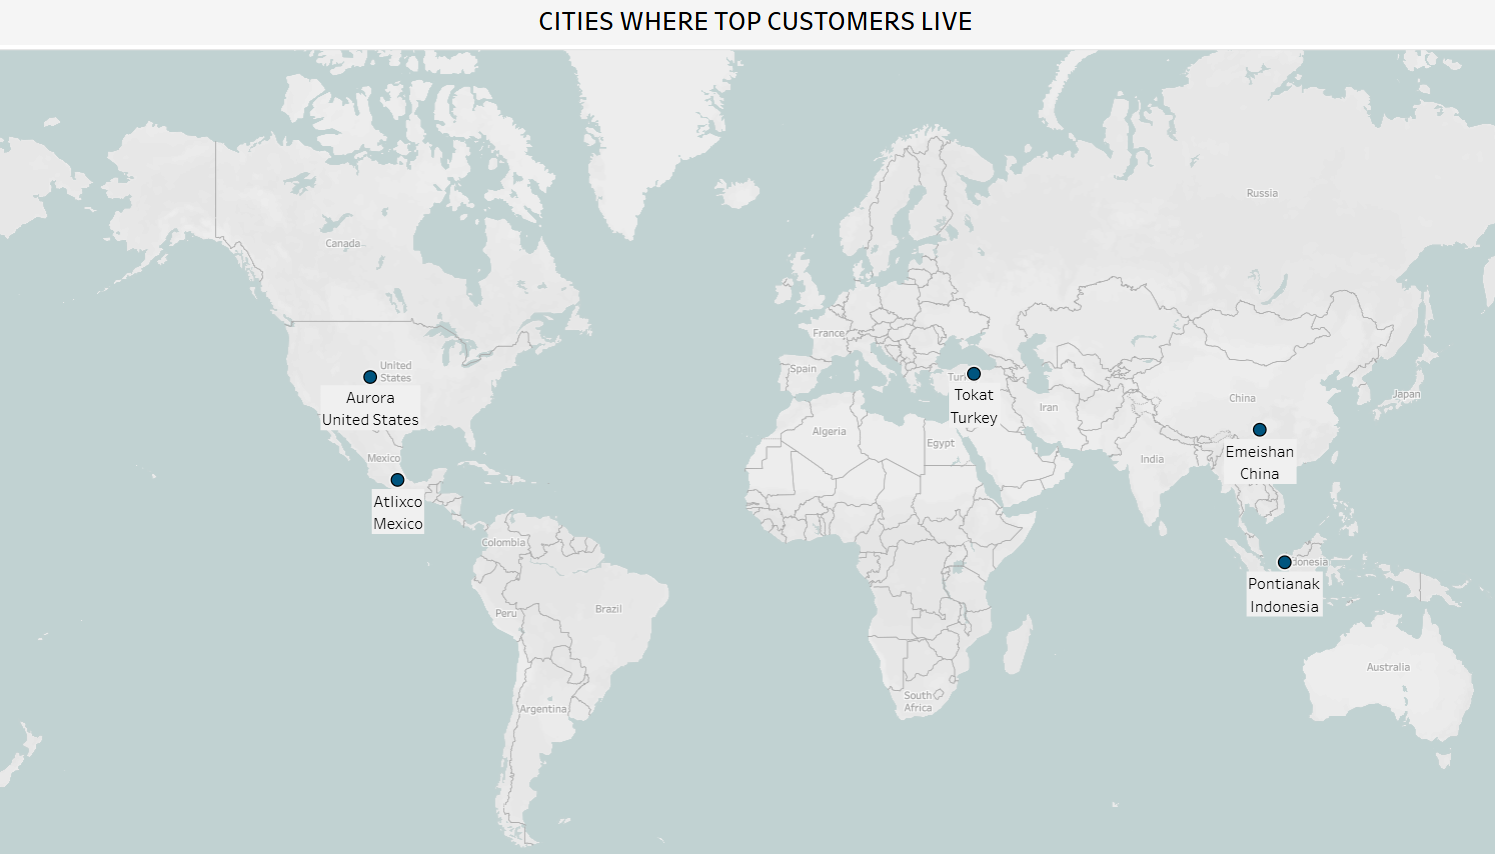 CITIES WHERE TOP CUSTOMERS LIVE
Russia
Canada
France
United
States
Spain
Aurora
United States
Tokat
Turkey
Iran
China
Japan
Algeria
Egypt
Mexico
India
Emeishan
China
Atlixco
Mexico
Colombia
Pontianak
Indonesia
Peru
Brazil
Australia
South
Africa
Argentina